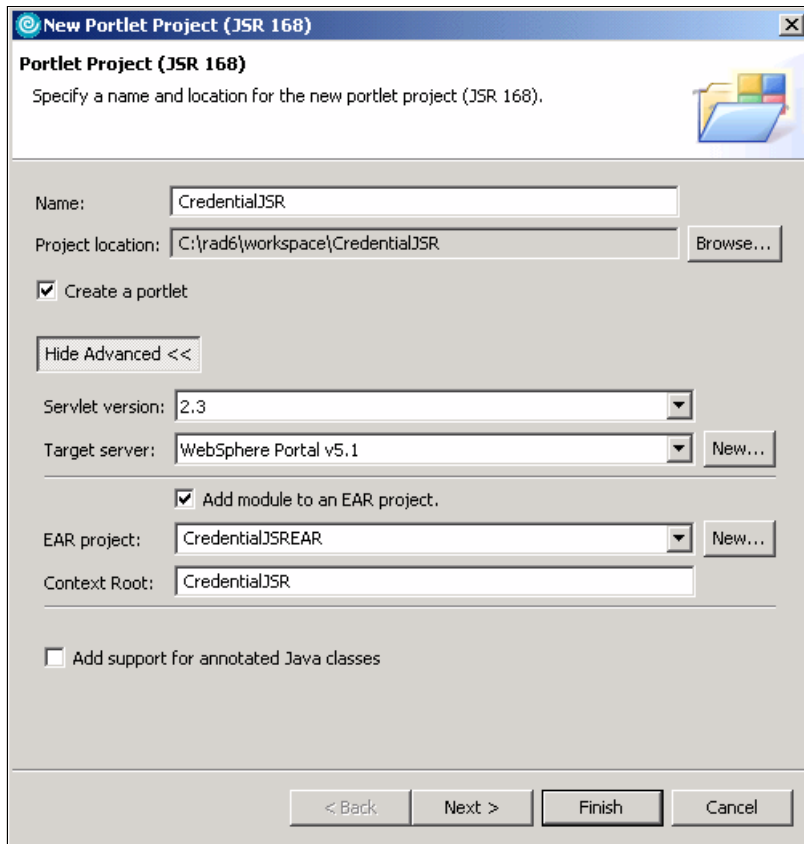 New Portlet Project (JSR 168)
Portlet Project (JSR 168)
Specify a name and location for the new portlet project (JSR 168).
Name: CredentialJSR
Project location: C:\rad6\workspace\CredentialJSR Browse...
Create a portlet
Hide Advanced <<
Servlet version: 2.3
Target server: WebSphere Portal v5.1 New...
Add module to an EAR project.
EAR project: CredentialJSREAR New...
Context Root: CredentialJSR
Add support for annotated Java classes
< Back Next > Finish Cancel